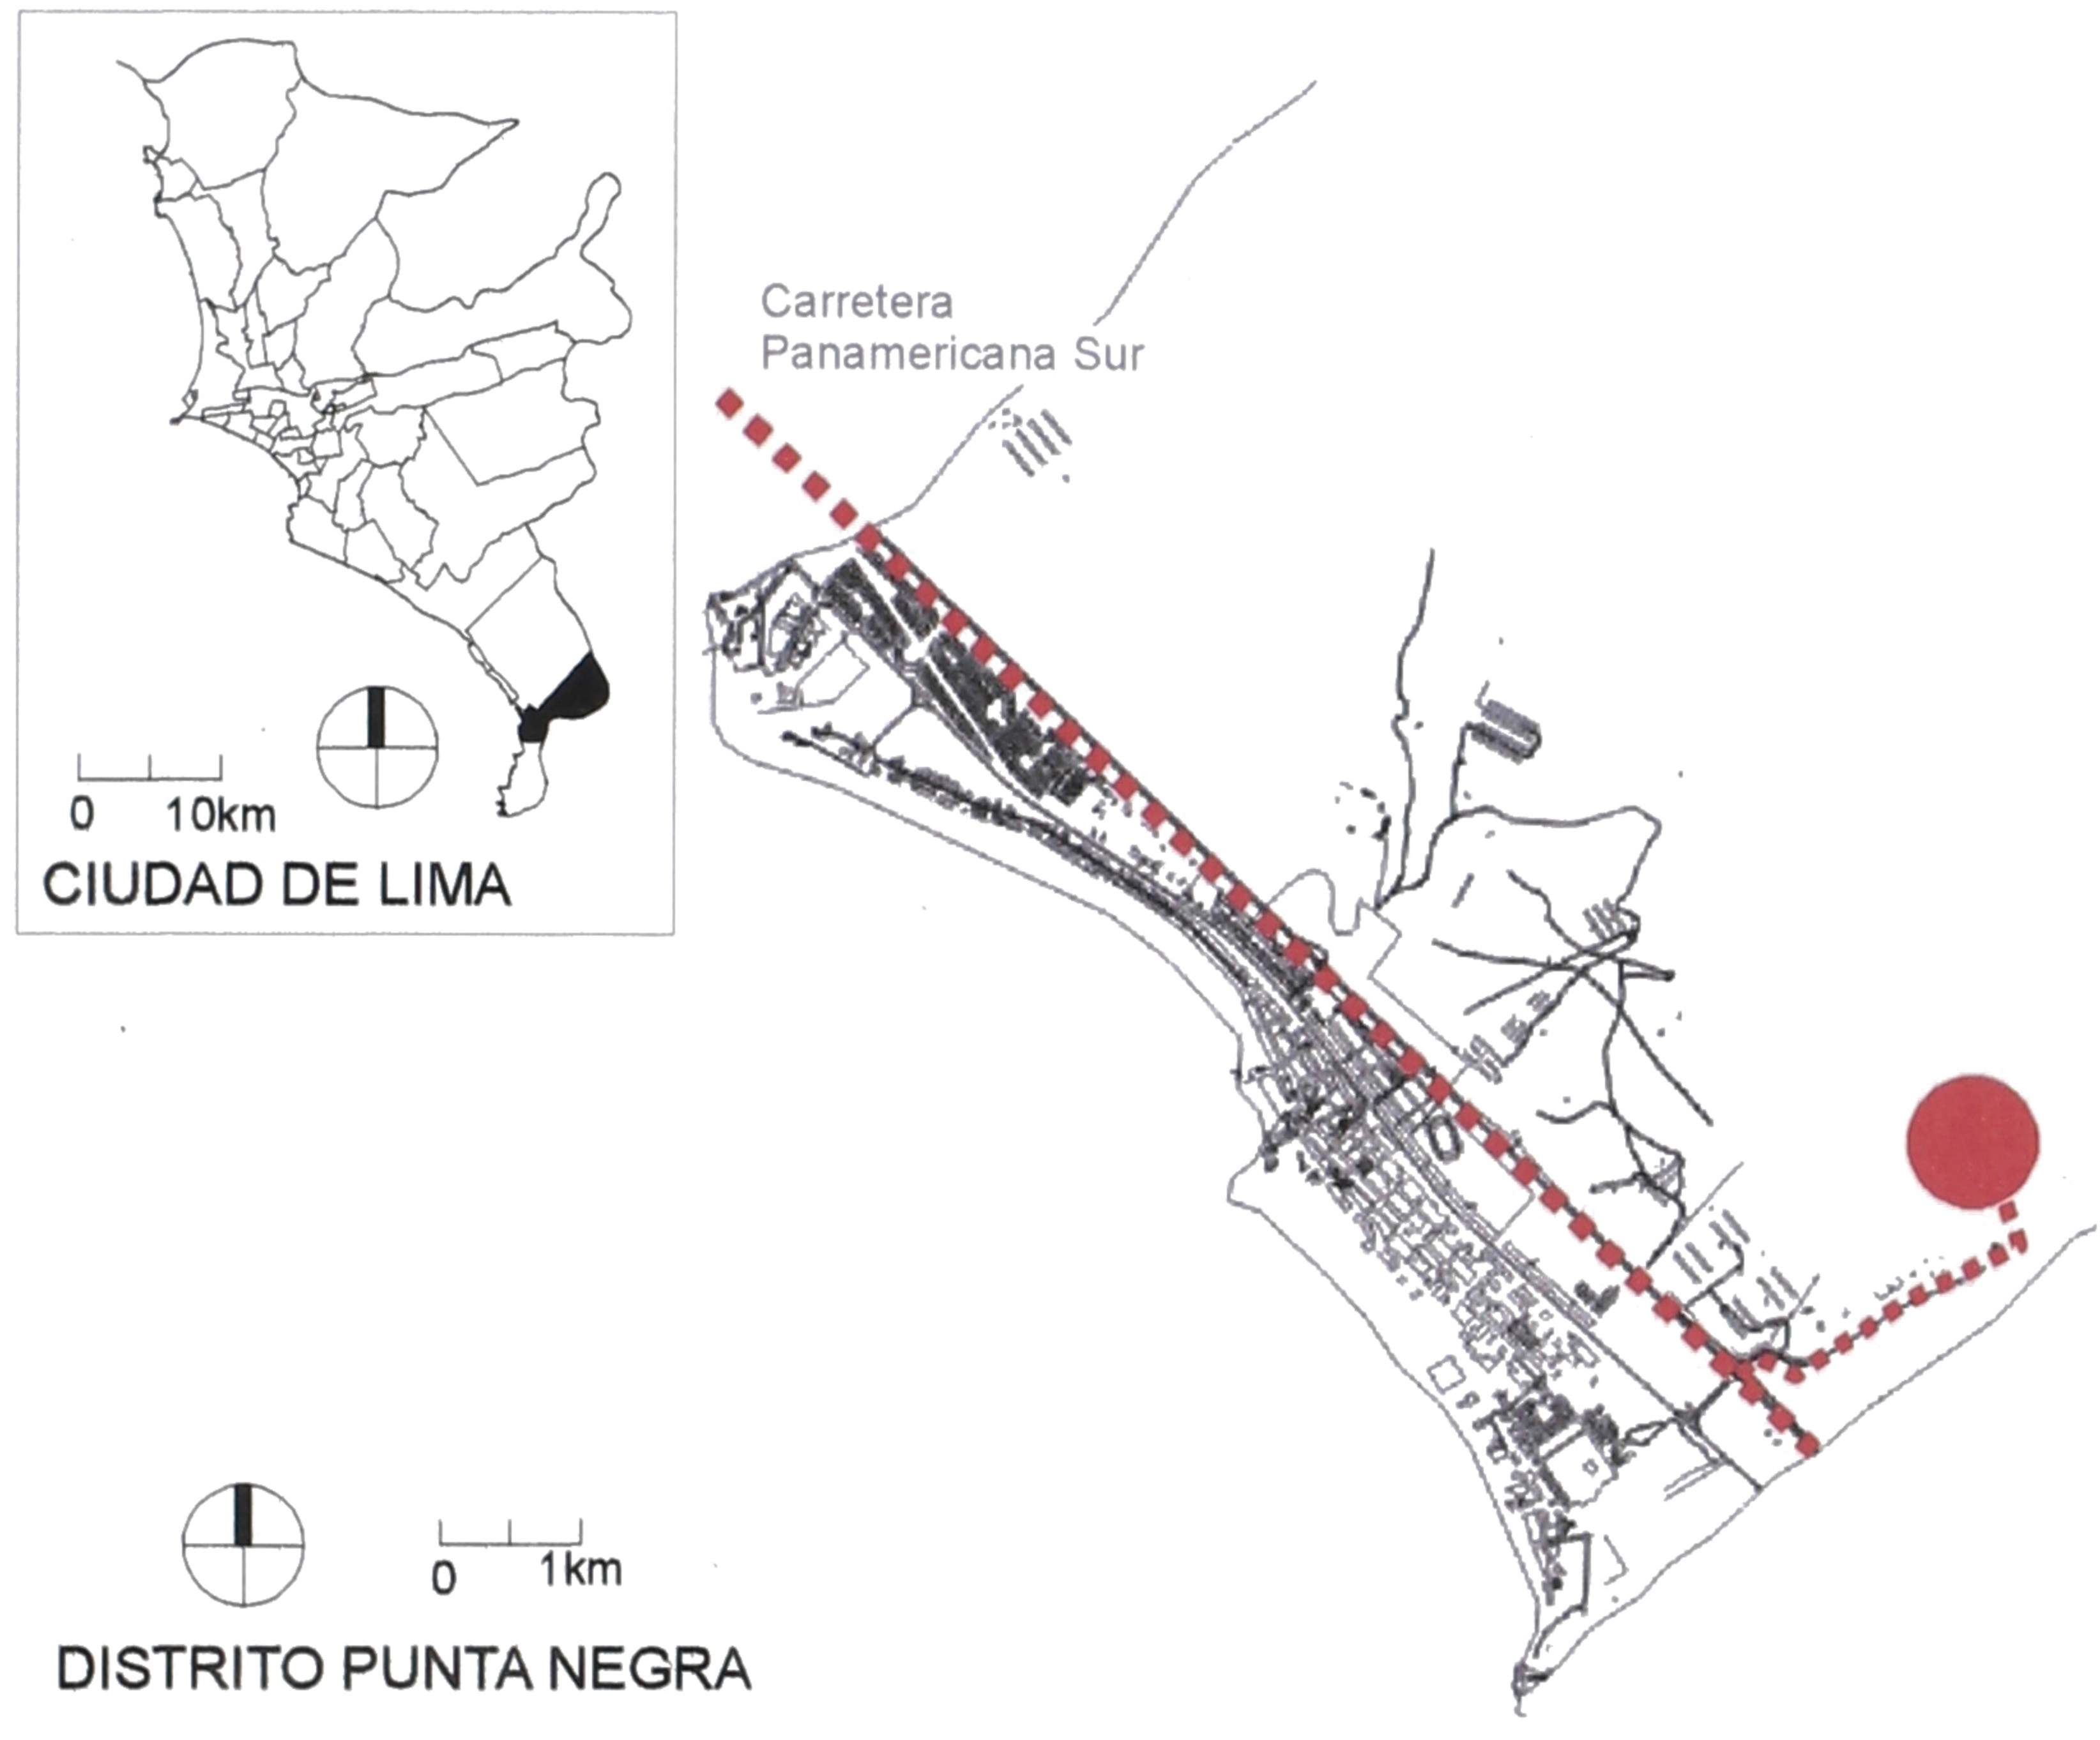 Carretera
Panamericana Sur
0 10km
CIUDAD DE LIMA
0 1km
DISTRITO PUNTA NEGRA